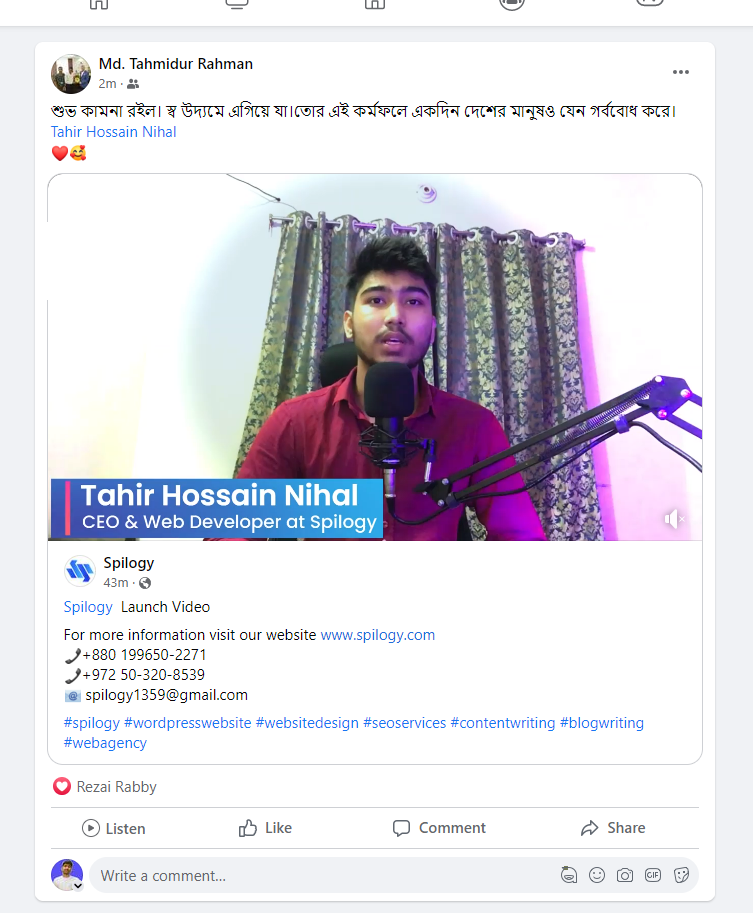 Md. Tahmidur Rahman
2m ·
শুভ কামনা রইল। স্ব উদ্যমে এগিয়ে যা।তোর এই কর্মফলে একদিন দেশের মানুষও যেন গর্ববোধ করে।
Tahir Hossain Nihal
Tahir Hossain Nihal
CEO & Web Developer at Spilogy
Spilogy
43m ·
Spilogy Launch Video
For more information visit our website www.spilogy.com
+880 199650-2271
+972 50-320-8539
spilogy1359@gmail.com
#spilogy #wordpresswebsite #websitedesign #seoservices #contentwriting #blogwriting
#webagency
Rezai Rabby
Listen Like Comment Share
Write a comment... GIF